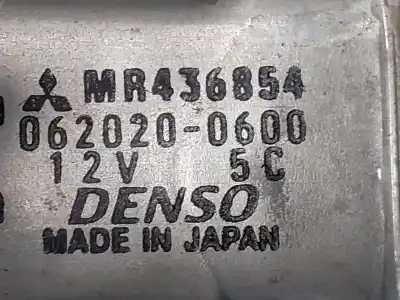 MR436854
062020-0600
12V 5C
DENSO
MADE IN JAPAN